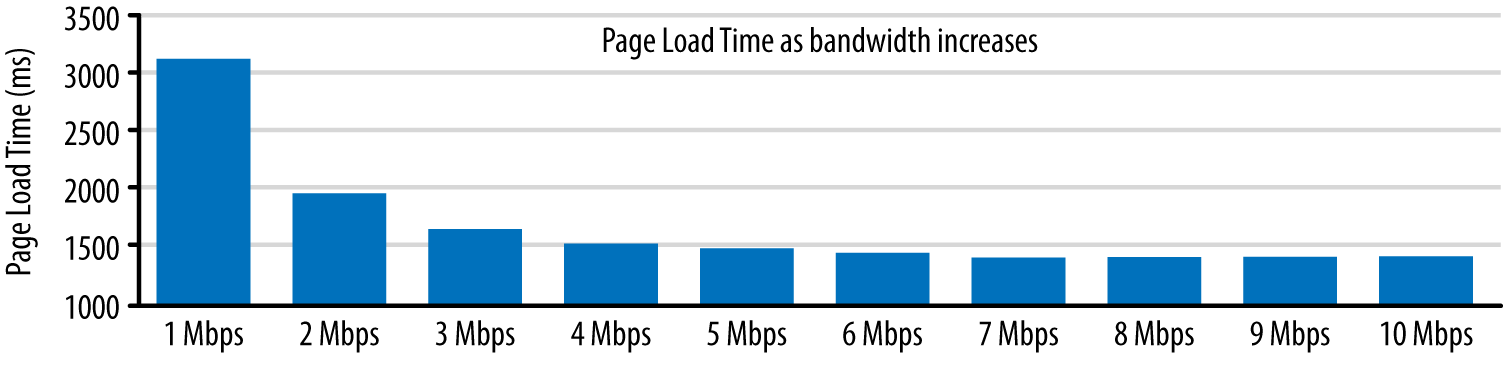 Page Load Time as bandwidth increases
Page Load Time (ms)
3500
3000
2500
2000
1500
1000
1 Mbps 2 Mbps 3 Mbps 4 Mbps 5 Mbps 6 Mbps 7 Mbps 8 Mbps 9 Mbps 10 Mbps